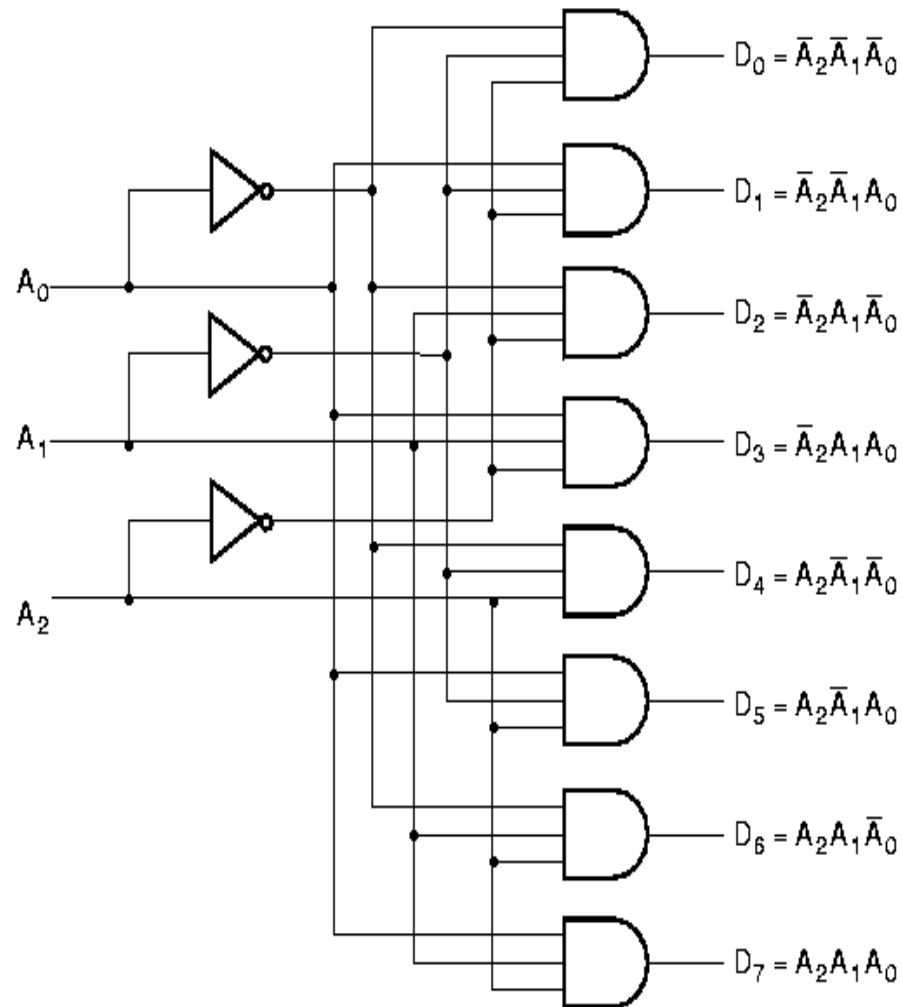 D₀ = A̅₂A̅₁A̅₀
D₁ = A̅₂A̅₁A₀
A₀
D₂ = A̅₂A₁A̅₀
A₁
D₃ = A̅₂A₁A₀
D₄ = A₂A̅₁A̅₀
A₂
D₅ = A₂A̅₁A₀
D₆ = A₂A₁A̅₀
D₇ = A₂A₁A₀